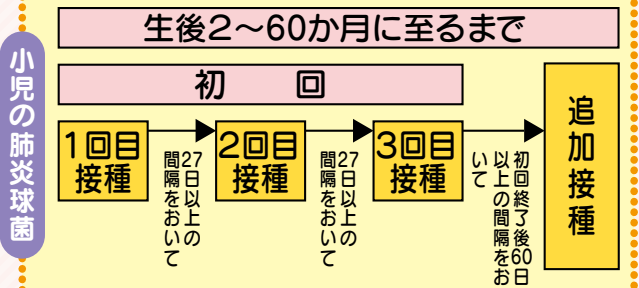 小児の肺炎球菌
生後2～60か月に至るまで
初回
1回目
接種
27日以上の
間隔をおいて
2回目
接種
27日以上の
間隔をおいて
3回目
接種
初回終了後60日
以上の間隔をお
いて
追加接種